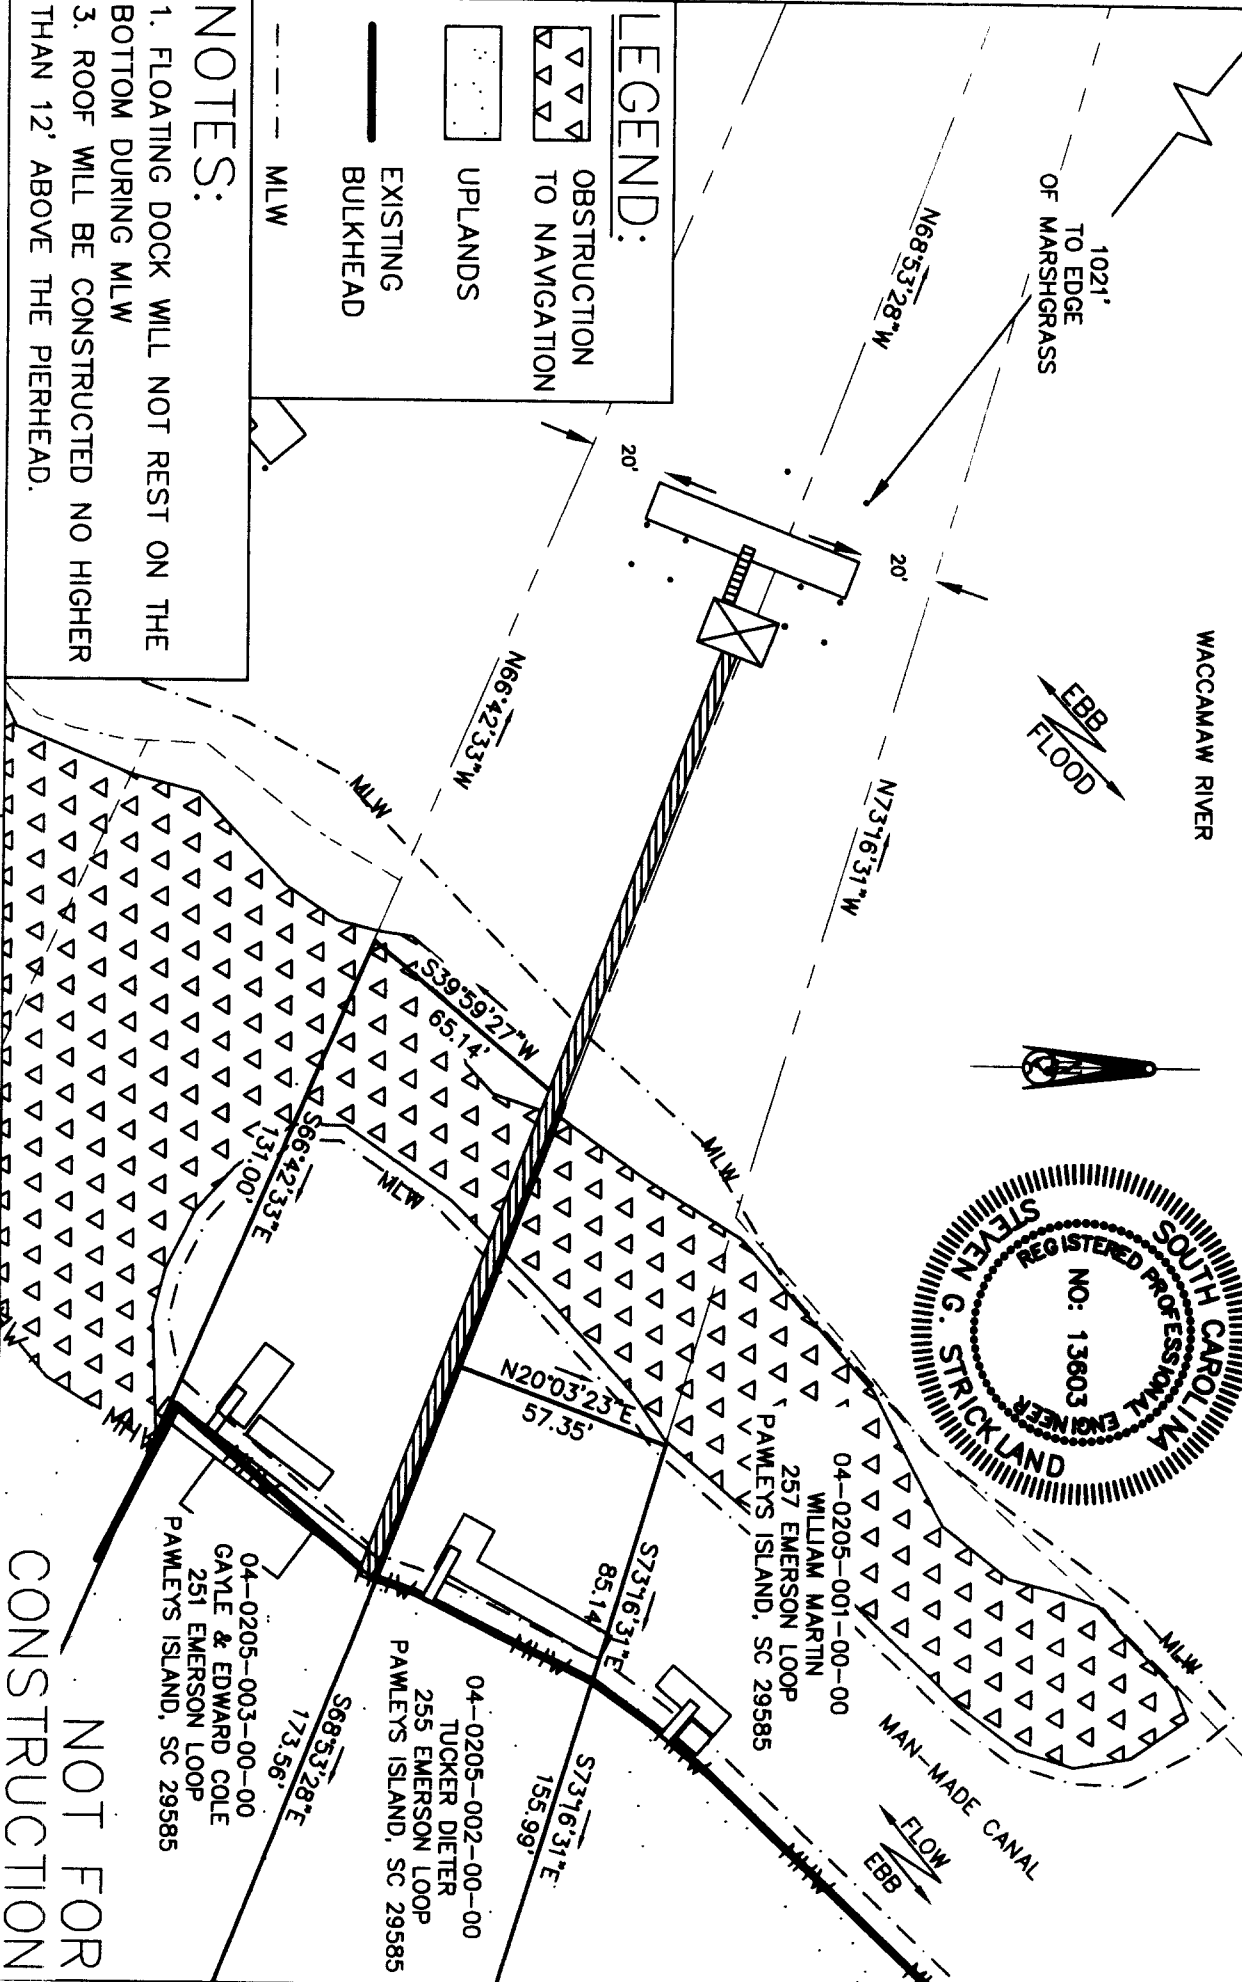 WACCAMAW RIVER
EBB
FLOOD
1021'
TO EDGE
OF MARSHGRASS
N68°53'28"W
N73°16'31"W
N66°42'33"W
20'
20'
LEGEND:
OBSTRUCTION
TO NAVIGATION
UPLANDS
EXISTING
BULKHEAD
MLW
NOTES:
1. FLOATING DOCK WILL NOT REST ON THE
BOTTOM DURING MLW
3. ROOF WILL BE CONSTRUCTED NO HIGHER
THAN 12' ABOVE THE PIERHEAD.
SOUTH CAROLINA
REGISTERED PROFESSIONAL ENGINEER
NO: 13603
STEVEN G. STRICKLAND
MLW
MLW
MLW
MLW
S39°59'27"W
65.14'
S66°42'33"E
131.00'
N20°03'23"E
57.35'
S73°16'31"E
85.14'
S73°16'31"E
155.99'
S68°53'28"E
173.56'
04-0205-001-00-00
WILLIAM MARTIN
257 EMERSON LOOP
PAWLEYS ISLAND, SC 29585
MAN-MADE CANAL
FLOW
EBB
04-0205-002-00-00
TUCKER DIETER
255 EMERSON LOOP
PAWLEYS ISLAND, SC 29585
04-0205-003-00-00
GAYLE & EDWARD COLE
251 EMERSON LOOP
PAWLEYS ISLAND, SC 29585
MHW
MHW
MHW
MHW
NOT FOR
CONSTRUCTION